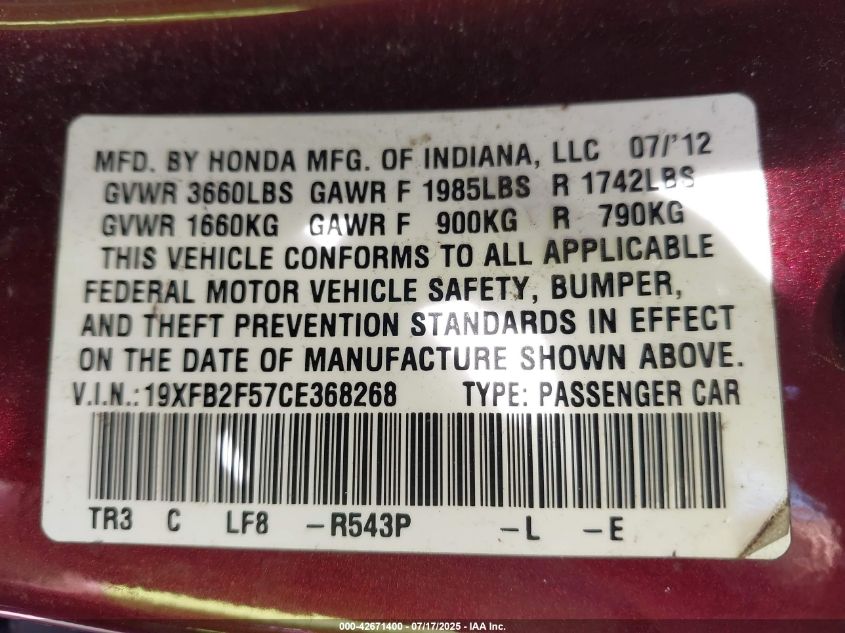 MFD. BY HONDA MFG. OF INDIANA, LLC 07/'12
GVWR 3660LBS GAWR F 1985LBS R 1742LBS
GVWR 1660KG GAWR F 900KG R 790KG
THIS VEHICLE CONFORMS TO ALL APPLICABLE
FEDERAL MOTOR VEHICLE SAFETY, BUMPER,
AND THEFT PREVENTION STANDARDS IN EFFECT
ON THE DATE OF MANUFACTURE SHOWN ABOVE.
V.I.N.:19XFB2F57CE368268 TYPE: PASSENGER CAR
TR3 C LF8 -R543P -L -E
000-42671400 - 07/17/2025 - IAA Inc.